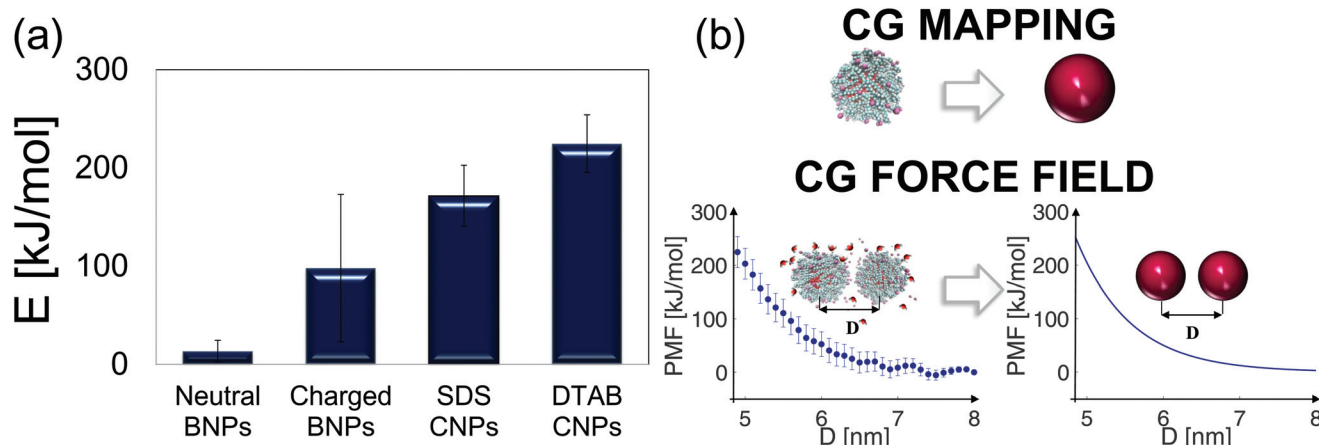 (a)
E [kJ/mol]
300
200
100
0
Neutral
BNPs
Charged
BNPs
SDS
CNPs
DTAB
CNPs
(b)
CG MAPPING
CG FORCE FIELD
PMF [kJ/mol]
300
200
100
0
D
5
6
7
8
D [nm]
PMF [kJ/mol]
300
200
100
0
D
5
6
7
8
D [nm]